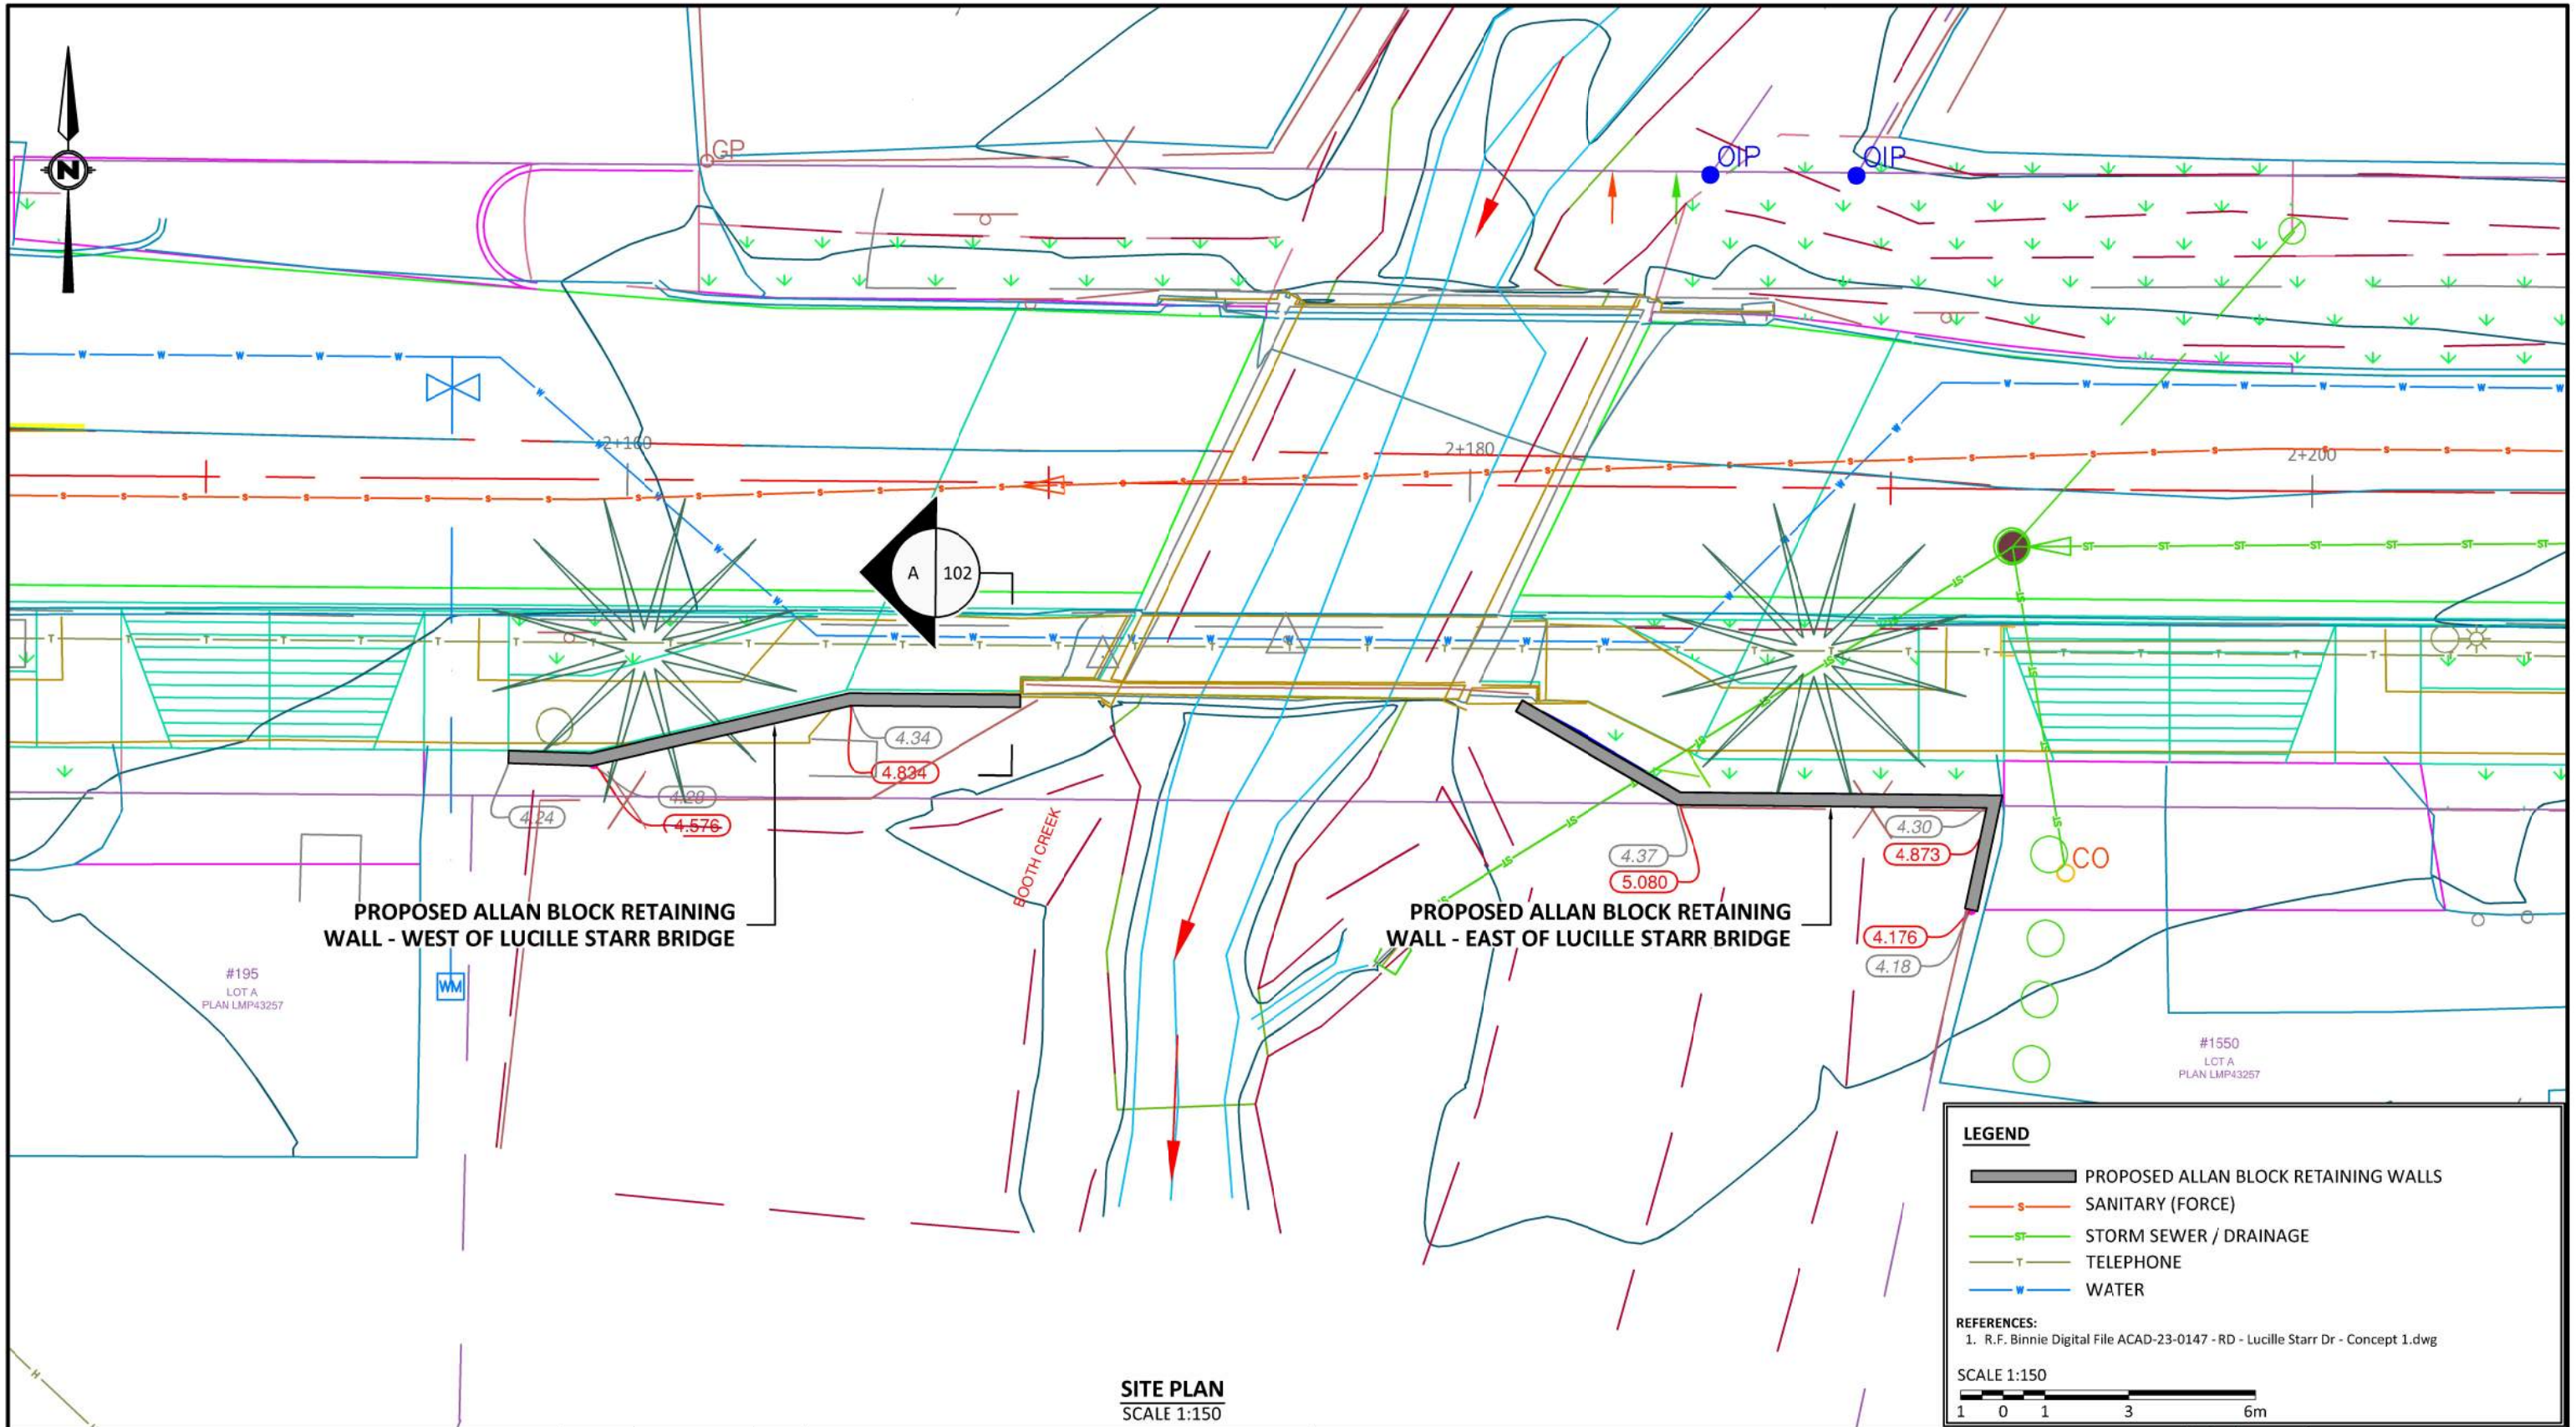 N
GP
OIP
OIP
2+160
2+180
2+200
A 102
4.34
4.834
4.28
4.576
4.24
BOOTH CREEK
4.30
4.873
4.37
5.080
CO
PROPOSED ALLAN BLOCK RETAINING
WALL - WEST OF LUCILLE STARR BRIDGE
PROPOSED ALLAN BLOCK RETAINING
WALL - EAST OF LUCILLE STARR BRIDGE
4.176
4.18
#195
LOT A
PLAN LMP43257
WM
#1550
LOT A
PLAN LMP43257
LEGEND
PROPOSED ALLAN BLOCK RETAINING WALLS
S SANITARY (FORCE)
ST STORM SEWER / DRAINAGE
T TELEPHONE
W WATER
REFERENCES:
1. R.F. Binnie Digital File ACAD-23-0147 - RD - Lucille Starr Dr - Concept 1.dwg
SCALE 1:150
1 0 1 3 6m
SITE PLAN
SCALE 1:150
H